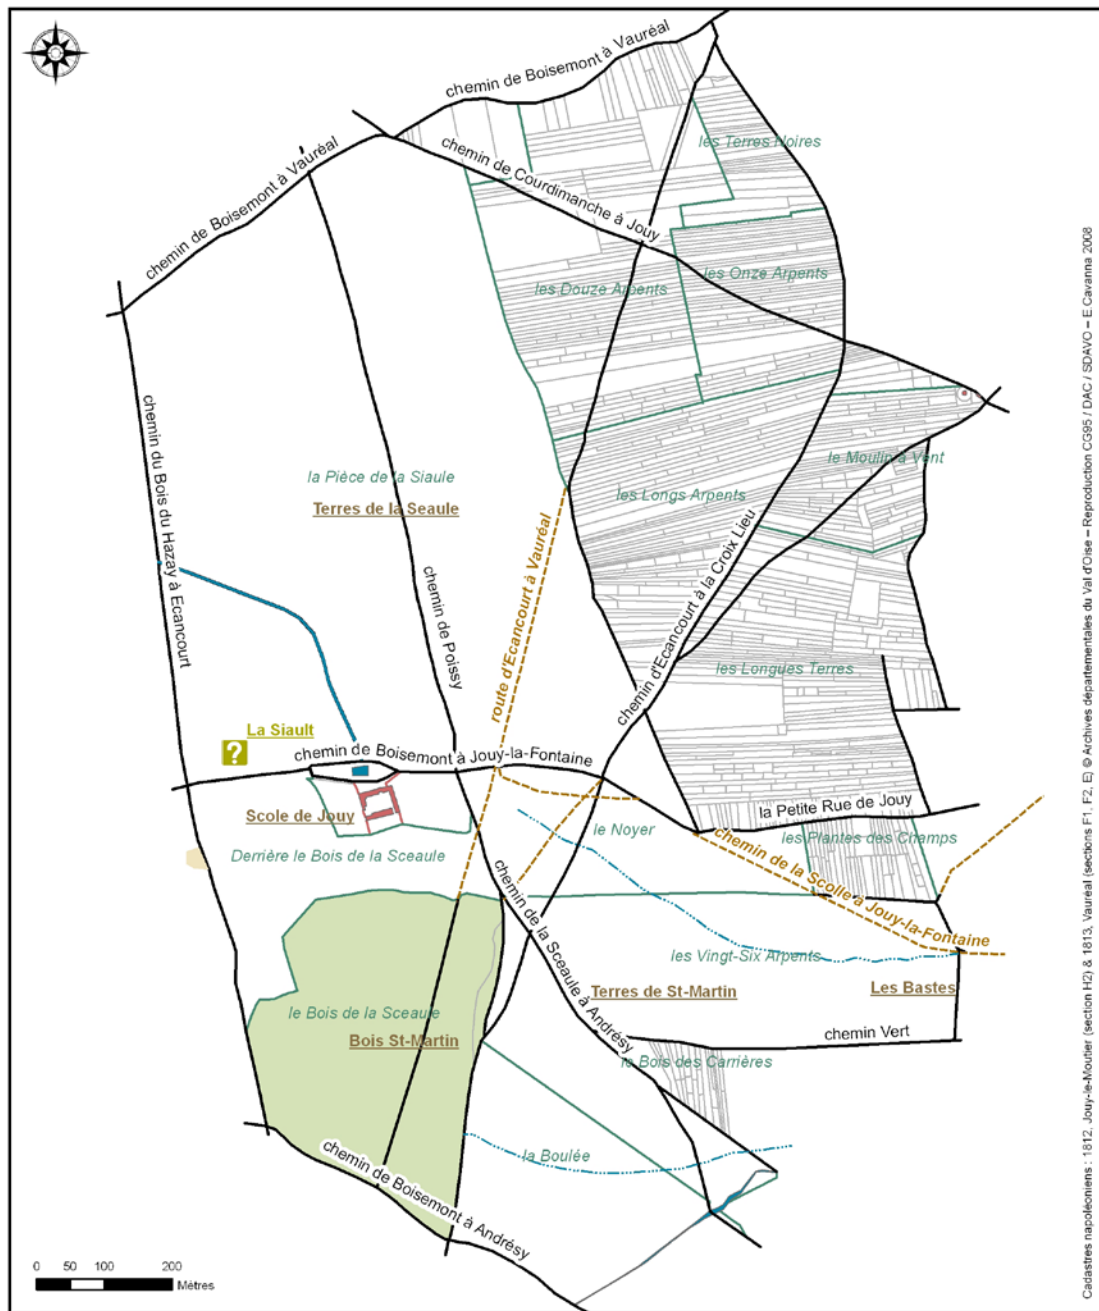 chemin de Boisemont à Vauréal
chemin de Boisemont à Vauréal
les Terres Noires
chemin de Courdimanche à Jouy
les Onze Arpents
les Douze Arpents
chemin du Bois du Hazay à Ecancourt
le Moulin à Vent
la Pièce de la Siaule
Terres de la Seaule
les Longs Arpents
chemin de Poissy
route d'Ecancourt à Vauréal
chemin d'Ecancourt à la Croix Lieu
les Longues Terres
La Siault
?
chemin de Boisemont à Jouy-la-Fontaine
Scole de Jouy
la Petite Rue de Jouy
le Noyer
les Plantes des Champs
Derrière le Bois de la Sceaule
chemin de la Scolle à Jouy-la-Fontaine
chemin de la Sceaule à Andrésy
les Vingt-Six Arpents
Terres de St-Martin
Les Bastes
le Bois de la Sceaule
Bois St-Martin
chemin Vert
le Bois des Carrières
la Boulée
chemin de Boisemont à Andrésy
0 50 100 200
Mètres
Cadastres napoléoniens : 1812, Jouy-le-Moutier (section H2) & 1813, Vauréal (sections F1, F2, E) © Archives départementales du Val d'Oise – Reproduction CG95 / DAC / SDAVO – E.Cavanna 2008